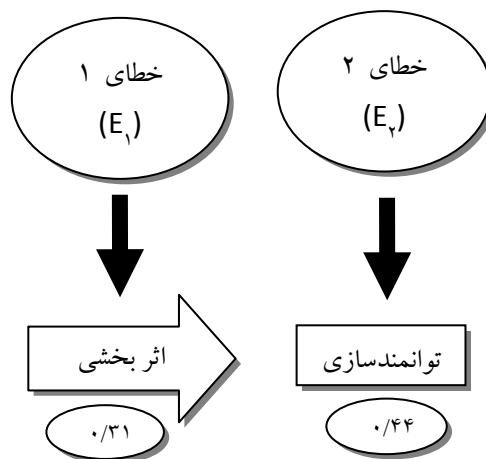 خطای ۱
(E۱)
خطای ۲
(E۲)
اثر بخشی
توانمندسازی
۰/۳۱
۰/۴۴